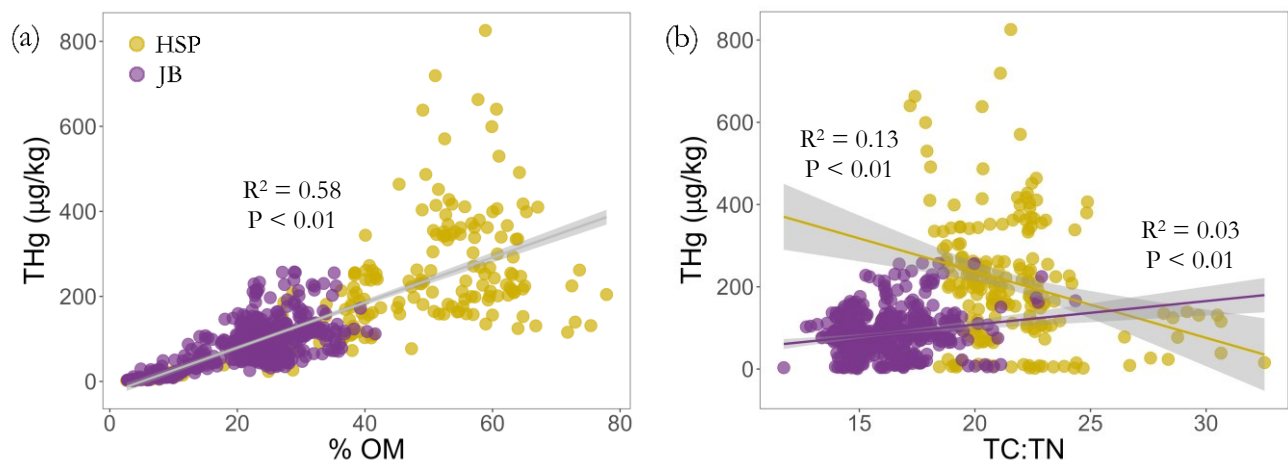 (a)
HSP
JB
R² = 0.58
P < 0.01
THg (µg/kg)
800
600
400
200
0
0
20
40
60
80
% OM
(b)
R² = 0.13
P < 0.01
R² = 0.03
P < 0.01
THg (µg/kg)
800
600
400
200
0
15
20
25
30
TC:TN